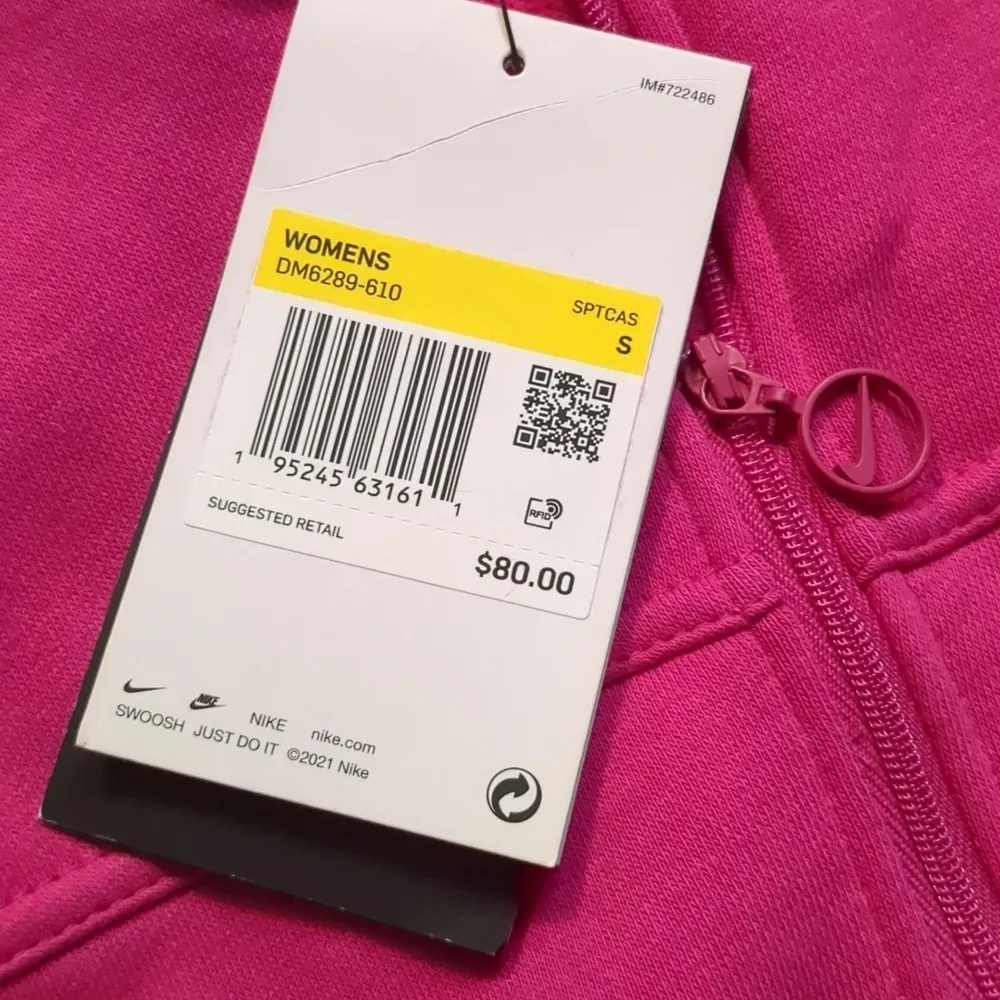 IM#722486
WOMENS
DM6289-610
SPTCAS
S
1 95245 63161 1
RFID
SUGGESTED RETAIL
$80.00
NIKE
SWOOSH JUST DO IT NIKE nike.com
©2021 Nike